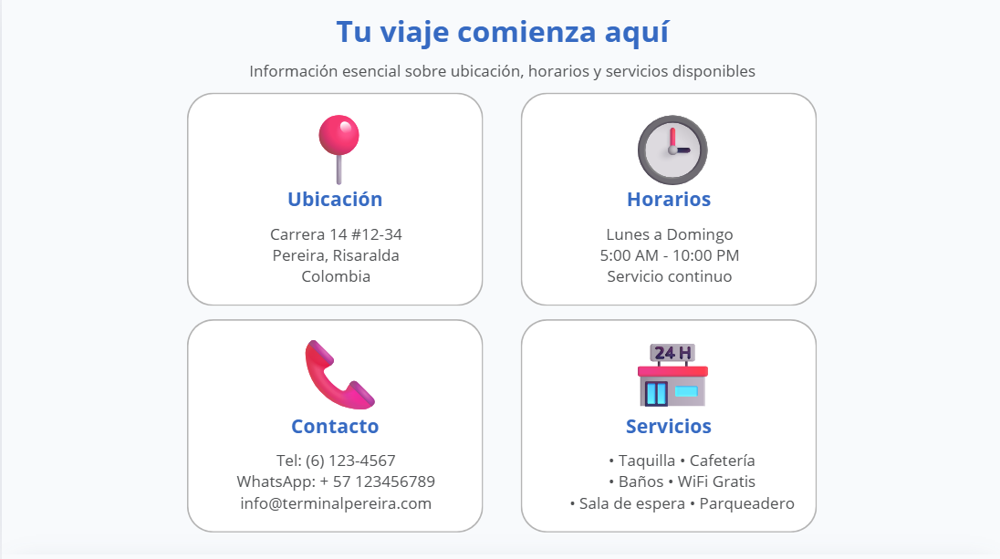 Tu viaje comienza aquí
Información esencial sobre ubicación, horarios y servicios disponibles
Ubicación
Carrera 14 #12-34
Pereira, Risaralda
Colombia
Horarios
Lunes a Domingo
5:00 AM - 10:00 PM
Servicio continuo
Contacto
Tel: (6) 123-4567
WhatsApp: + 57 123456789
info@terminalpereira.com
24 H
Servicios
• Taquilla • Cafetería
• Baños • WiFi Gratis
• Sala de espera • Parqueadero